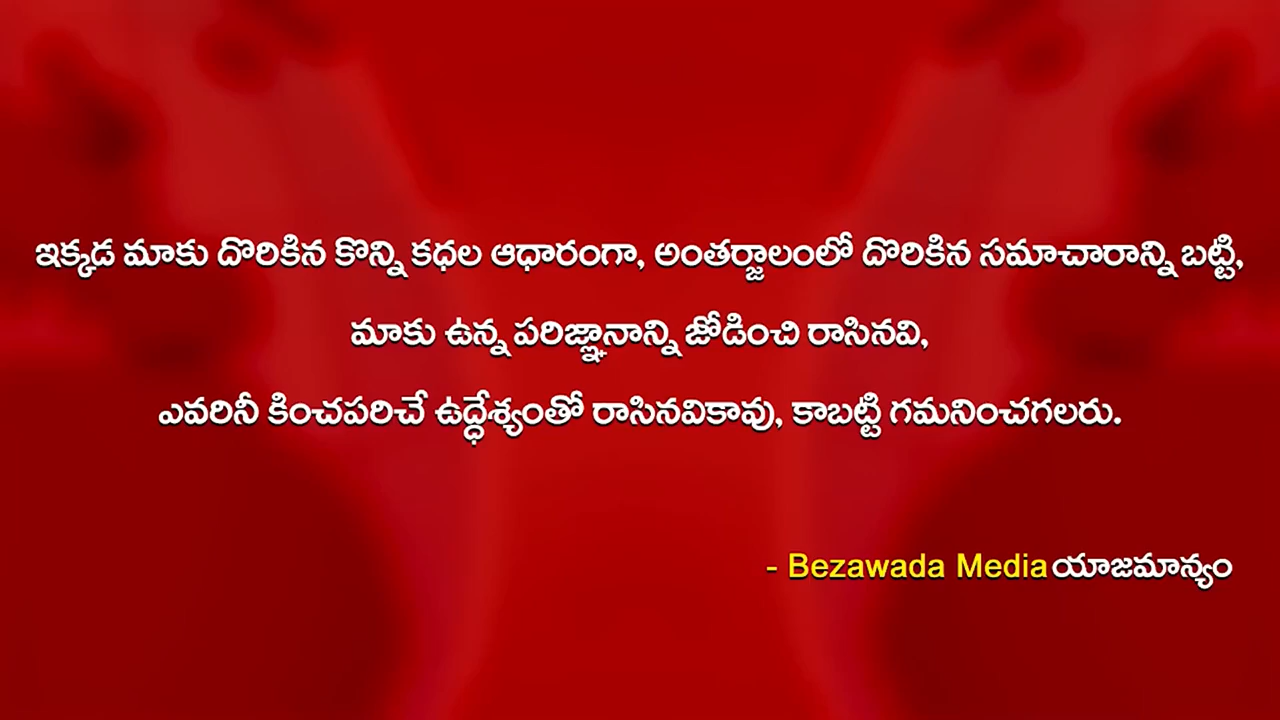 ఇక్కడ మాకు దొరికిన కొన్ని కధల ఆధారంగా, అంతర్జాలంలో దొరికిన సమాచారాన్ని బట్టి,
మాకు ఉన్న పరిజ్ఞానాన్ని జోడించి రాసినవి,
ఎవరినీ కించపరిచే ఉద్ధేశ్యంతో రాసినవికావు, కాబట్టి గమనించగలరు.
- Bezawada Media యాజమాన్యం